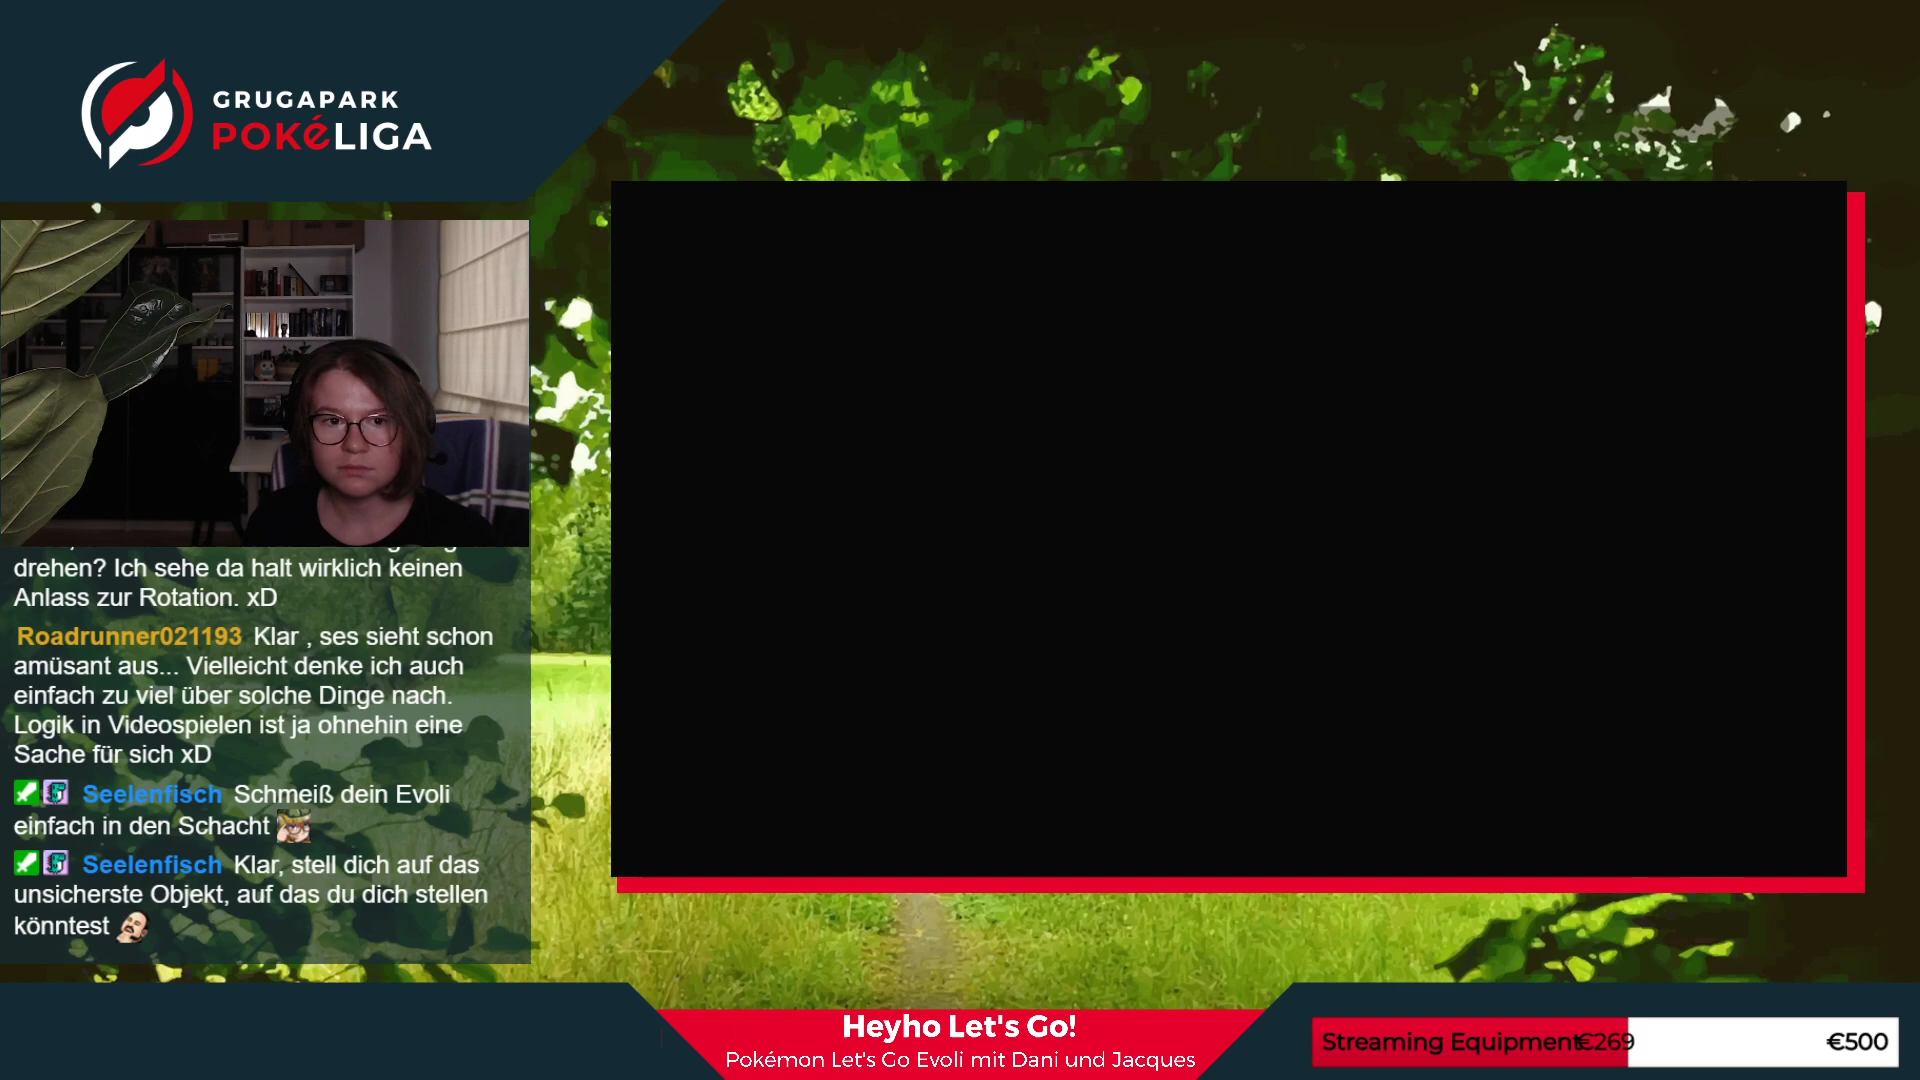 GRUGAPARK
POKéLIGA
drehen? Ich sehe da halt wirklich keinen
Anlass zur Rotation. xD
Roadrunner021193 Klar , ses sieht schon
amüsant aus... Vielleicht denke ich auch
einfach zu viel über solche Dinge nach.
Logik in Videospielen ist ja ohnehin eine
Sache für sich xD
Seelenfisch Schmeiß dein Evoli
einfach in den Schacht
Seelenfisch Klar, stell dich auf das
unsicherste Objekt, auf das du dich stellen
könntest
Heyho Let's Go!
Pokémon Let's Go Evoli mit Dani und Jacques
Streaming Equipment €269 €500